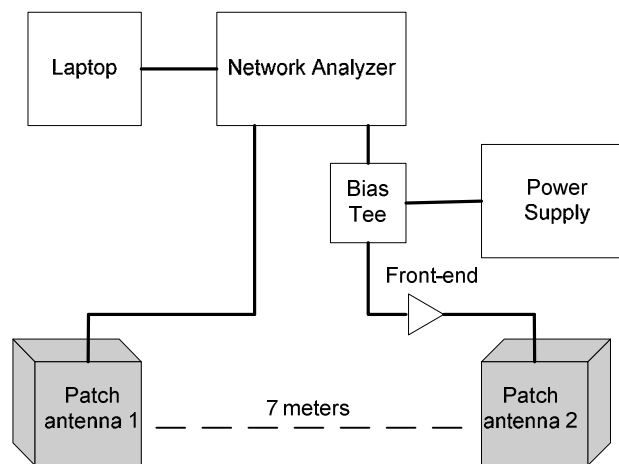 Laptop
Network Analyzer
Bias
Tee
Power
Supply
Front-end
Patch
antenna 1
7 meters
Patch
antenna 2